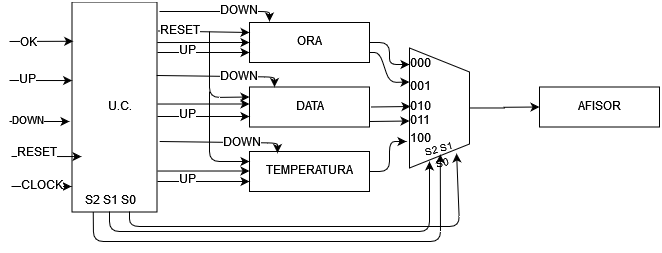 DOWN
RESET
OK
ORA
UP
000
001
UP
DOWN
U.C.
DATA
010
AFISOR
011
DOWN
UP
100
DOWN
S2 S1
S0
_RESET
TEMPERATURA
CLOCK
UP
S2 S1 S0